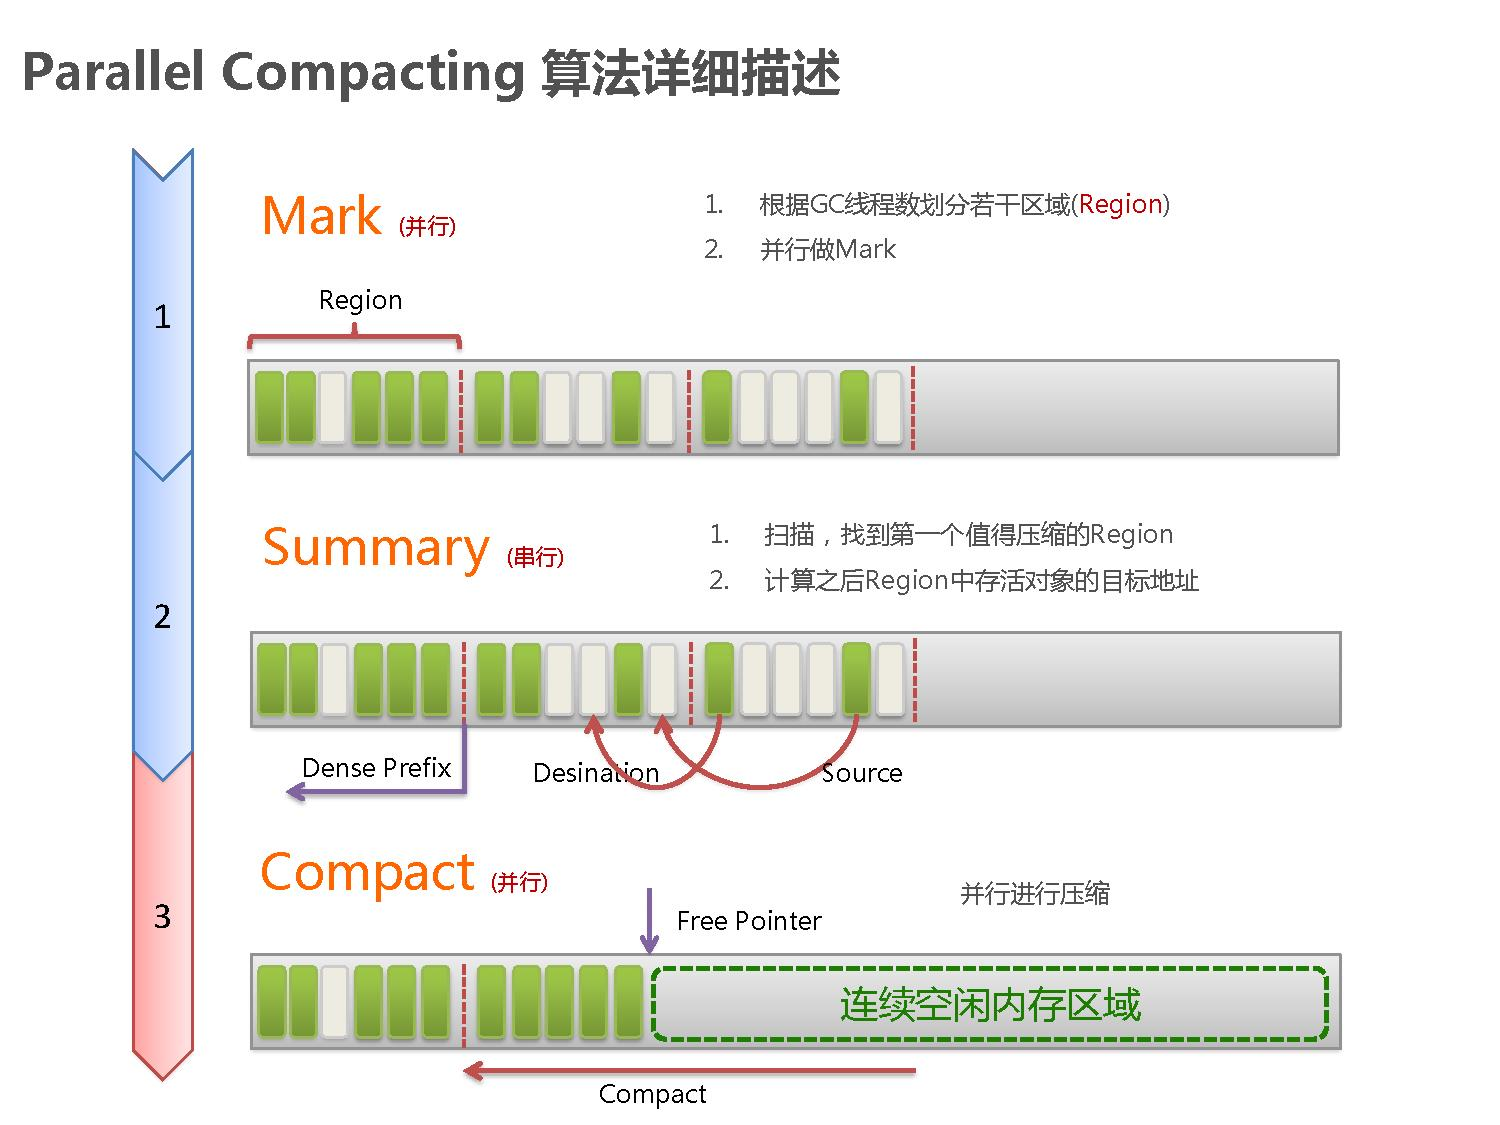 Parallel Compacting 算法详细描述
1
Mark (并行)
1. 根据GC线程数划分若干区域(Region)
2. 并行做Mark
Region
2
Summary (串行)
1. 扫描，找到第一个值得压缩的Region
2. 计算之后Region中存活对象的目标地址
Dense Prefix
Desination
Source
3
Compact (并行)
并行进行压缩
Free Pointer
连续空闲内存区域
Compact